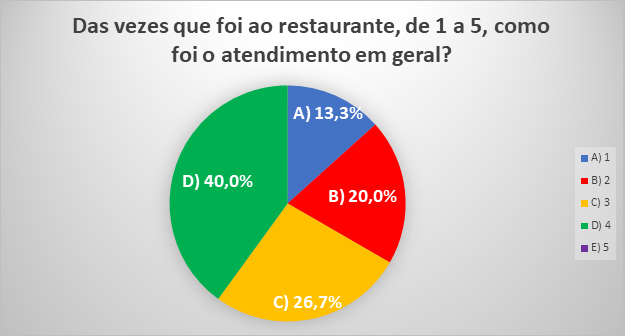 Das vezes que foi ao restaurante, de 1 a 5, como
foi o atendimento em geral?
A) 13,3%
D) 40,0%
B) 20,0%
C) 26,7%
A) 1
B) 2
C) 3
D) 4
E) 5